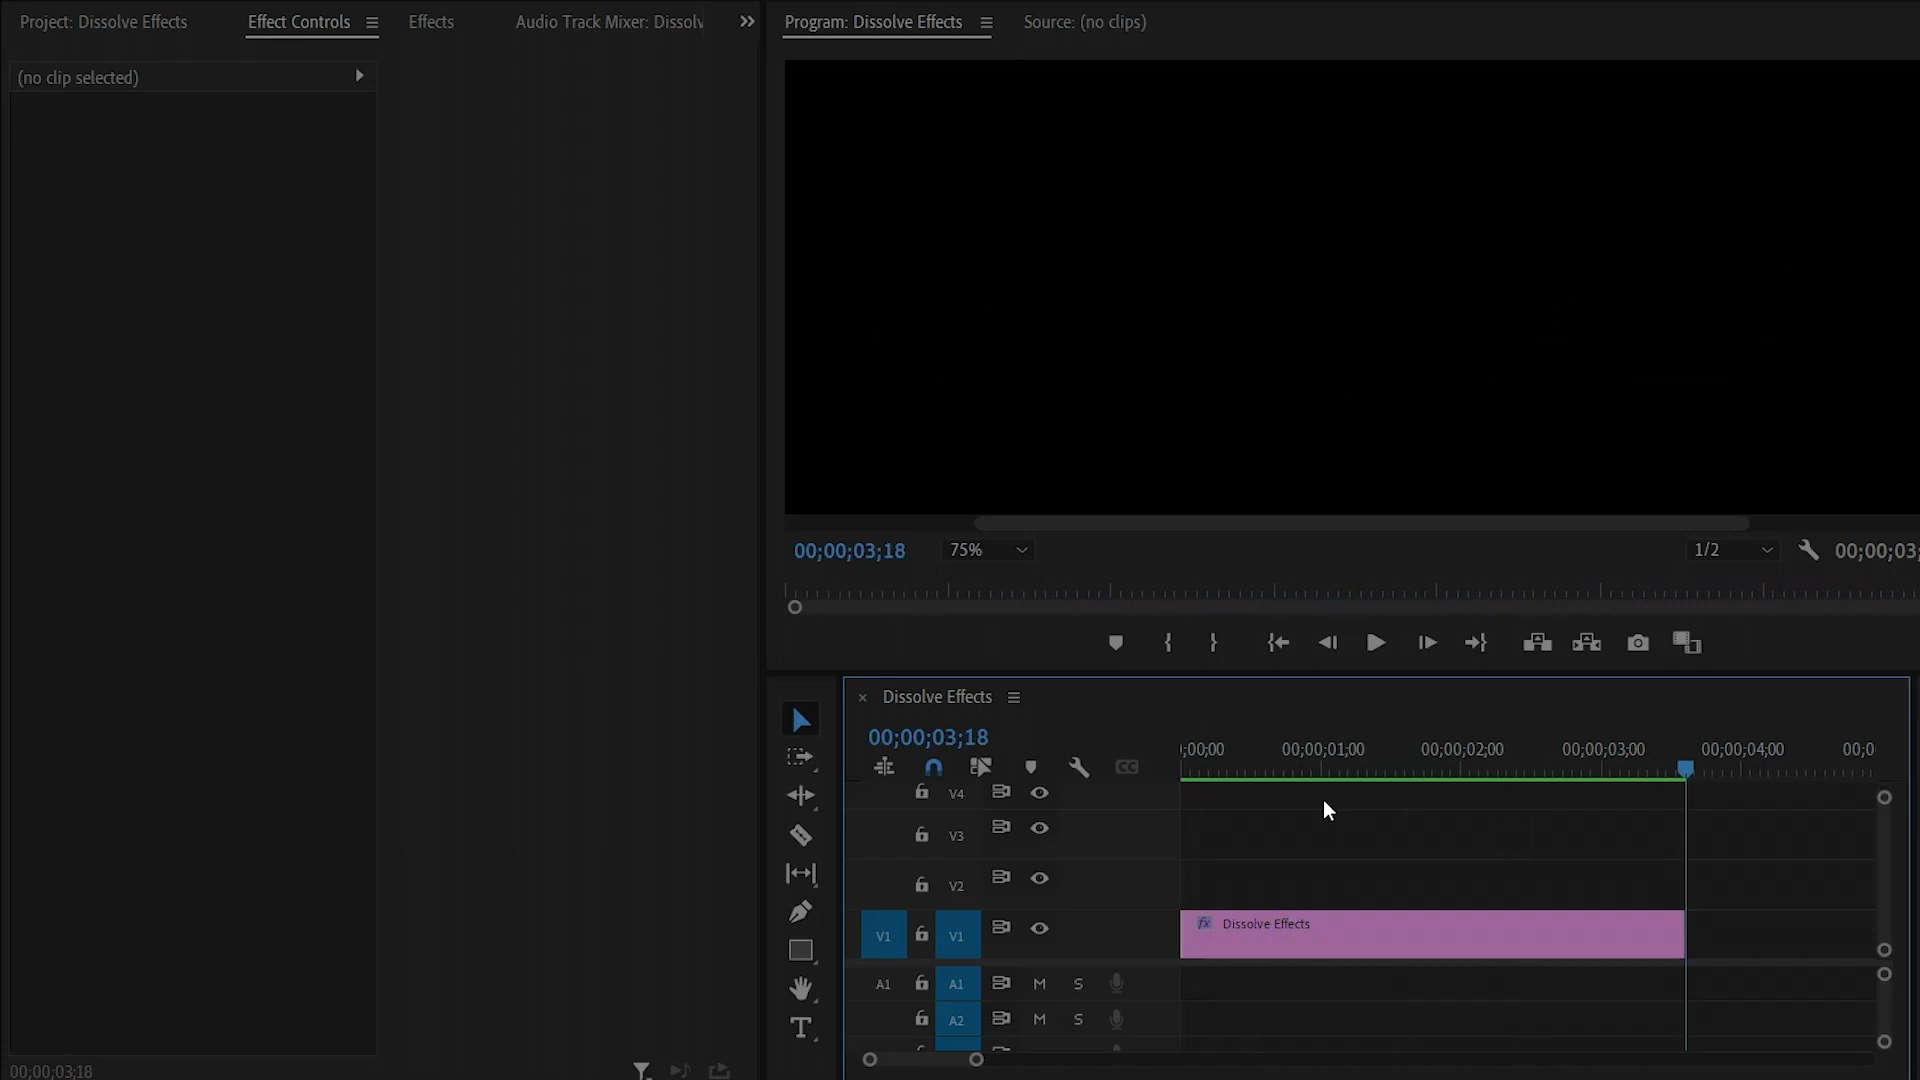 Project: Dissolve Effects
Effect Controls
Effects
Audio Track Mixer: Dissolv
Program: Dissolve Effects
Source: (no clips)
(no clip selected)
00;00;03;18
75%
1/2
00;00;03;
Dissolve Effects
00;00;03;18
;00;00
00;00;01;00
00;00;02;00
00;00;03;00
00;00;04;00
00;0
CC
V4
V3
V2
V1
V1
fx Dissolve Effects
A1
A1
M
S
A2
M
S
T
00;00;03;18